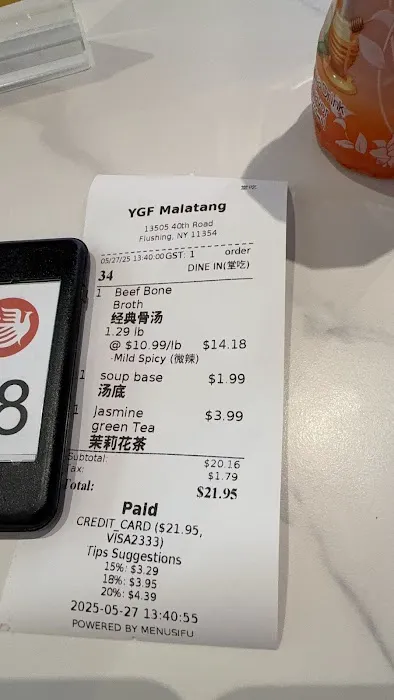 堂吃
YGF Malatang
13505 40th Road
Flushing, NY 11354
05/27/25 13:40:00 GST: 1 order
34 DINE IN(堂吃)
1 Beef Bone
Broth
经典骨汤
1.29 lb
@ $10.99/lb $14.18
-Mild Spicy (微辣)
1 soup base $1.99
汤底
1 Jasmine $3.99
green Tea
茉莉花茶
Subtotal: $20.16
Tax: $1.79
Total: $21.95
Paid
CREDIT_CARD ($21.95,
VISA2333)
Tips Suggestions
15%: $3.29
18%: $3.95
20%: $4.39
2025-05-27 13:40:55
POWERED BY MENUSIFU
8